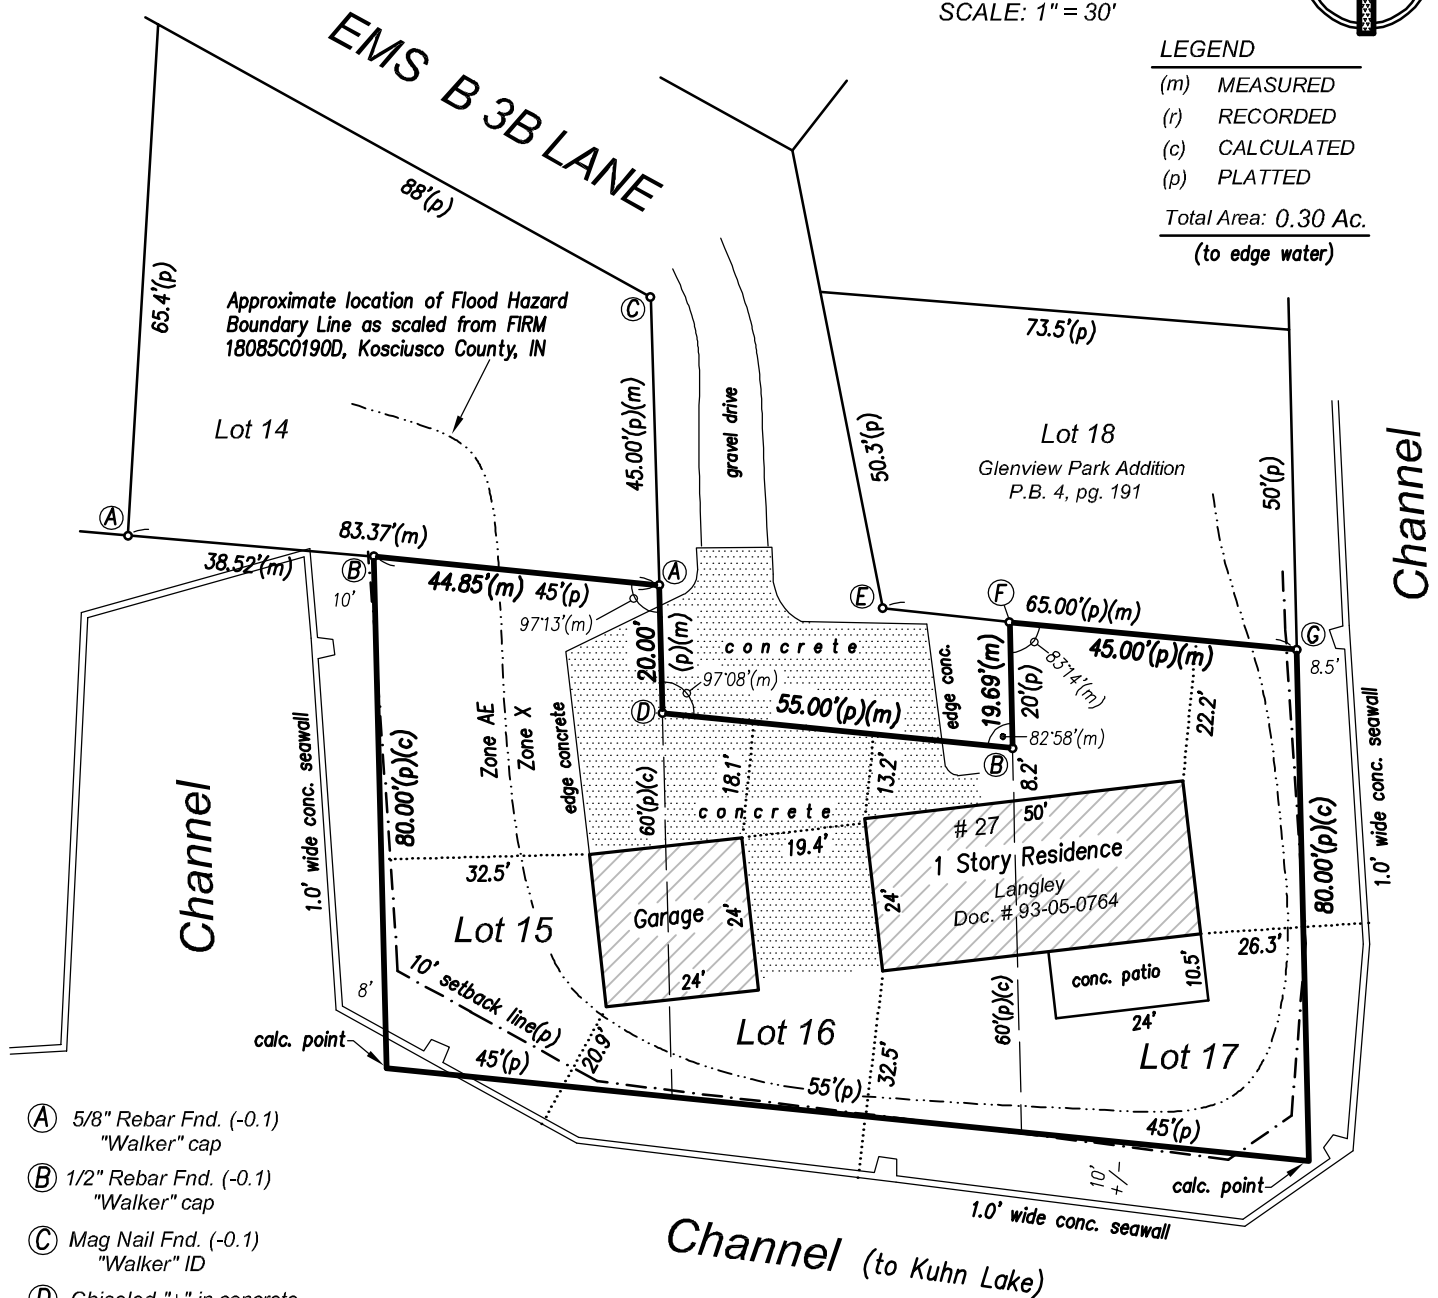 SCALE: 1" = 30'
LEGEND
(m) MEASURED
(r) RECORDED
(c) CALCULATED
(p) PLATTED
Total Area: 0.30 Ac.
(to edge water)
EMS B 3B LANE
88'(p)
65.4'(p)
Approximate location of Flood Hazard
Boundary Line as scaled from FIRM
18085C0190D, Kosciusco County, IN
C
73.5'(p)
45.00'(p)(m)
gravel drive
50.3'(p)
Lot 14
Lot 18
Glenview Park Addition
P.B. 4, pg. 191
50'(p)
Channel
A
83.37'(m)
38.52'(m)
B
44.85'(m) 45'(p)
A
10'
97°13'(m)
E
F
65.00'(p)(m)
45.00'(p)(m)
G
8.5'
20.00'
(p)(m)
concrete
97°08'(m)
edge conc.
19.69'(m)
20'(p)
83°14'(m)
D
55.00'(p)(m)
82°58'(m)
B
22.2'
Zone AE
Zone X
edge concrete
1.0' wide conc. seawall
80.00'(p)(c)
60'(p)(c)
18.1'
13.2'
8.2'
1.0' wide conc. seawall
80.00'(p)(c)
concrete
50'
# 27
1 Story Residence
Langley
Doc. # 93-05-0764
19.4'
32.5'
24'
Channel
Garage
24'
24'
Lot 15
26.3'
10' setback line(p)
8'
conc. patio
10.5'
24'
60'(p)(c)
Lot 16
Lot 17
calc. point
45'(p)
20.9'
32.5'
55'(p)
45'(p)
10'
+/-
calc. point
1.0' wide conc. seawall
Channel (to Kuhn Lake)
A 5/8" Rebar Fnd. (-0.1)
"Walker" cap
B 1/2" Rebar Fnd. (-0.1)
"Walker" cap
C Mag Nail Fnd. (-0.1)
"Walker" ID
D Chiseled "+" in concrete